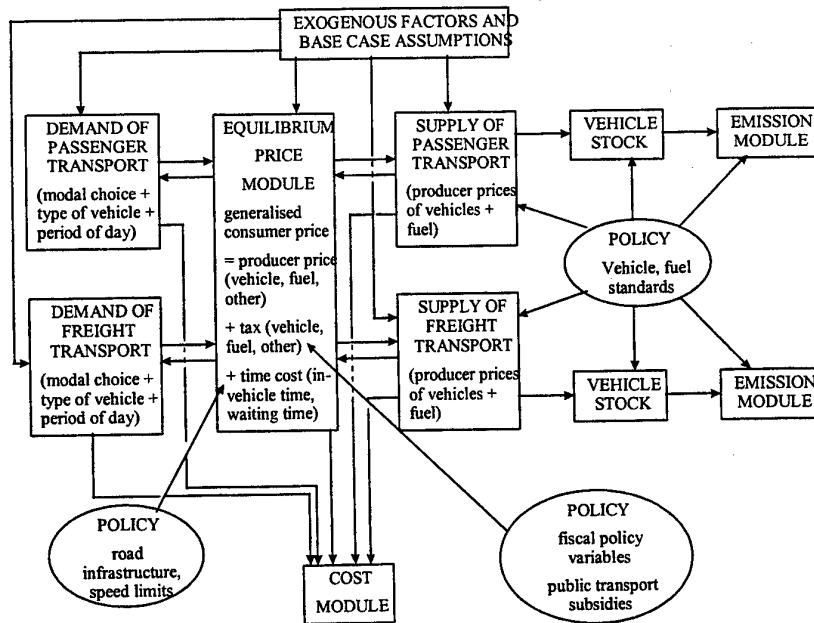 EXOGENOUS FACTORS AND
BASE CASE ASSUMPTIONS
DEMAND OF
PASSENGER
TRANSPORT
(modal choice +
type of vehicle +
period of day)
EQUILIBRIUM
PRICE
MODULE
generalised
consumer price
= producer price
(vehicle, fuel,
other)
+ tax (vehicle,
fuel, other)
+ time cost (in-
vehicle time,
waiting time)
SUPPLY OF
PASSENGER
TRANSPORT
(producer prices
of vehicles +
fuel)
VEHICLE
STOCK
EMISSION
MODULE
POLICY
Vehicle, fuel
standards
DEMAND OF
FREIGHT
TRANSPORT
(modal choice +
type of vehicle +
period of day)
SUPPLY OF
FREIGHT
TRANSPORT
(producer prices
of vehicles +
fuel)
VEHICLE
STOCK
EMISSION
MODULE
POLICY
road
infrastructure,
speed limits
COST
MODULE
POLICY
fiscal policy
variables
public transport
subsidies